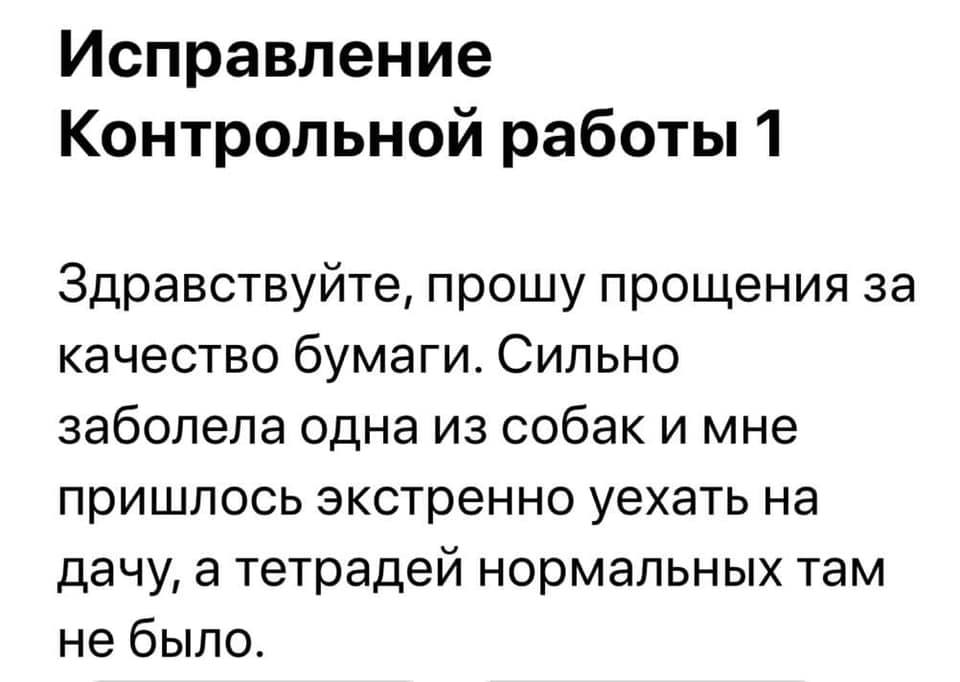 Исправление
Контрольной работы 1
Здравствуйте, прошу прощения за
качество бумаги. Сильно
заболела одна из собак и мне
пришлось экстренно уехать на
дачу, а тетрадей нормальных там
не было.